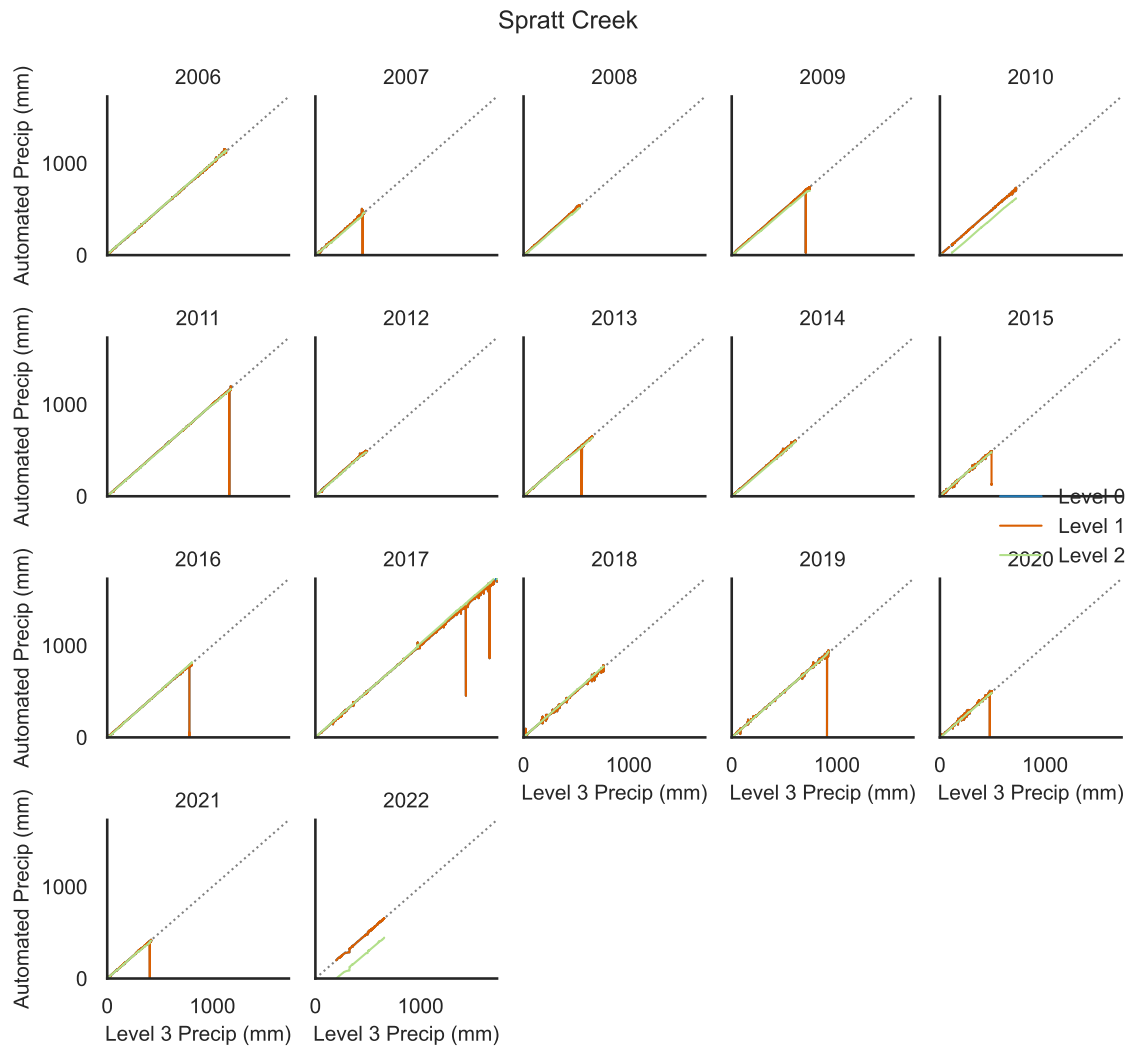 Spratt Creek
2006 2007 2008 2009 2010
Automated Precip (mm)
1000
0
2011 2012 2013 2014 2015
Automated Precip (mm)
1000
0
Level 0
Level 1
Level 2
2016 2017 2018 2019 2020
Automated Precip (mm)
1000
0
0 1000 0 1000 0 1000
Level 3 Precip (mm) Level 3 Precip (mm) Level 3 Precip (mm)
2021 2022
Automated Precip (mm)
1000
0
0 1000 0 1000
Level 3 Precip (mm) Level 3 Precip (mm)